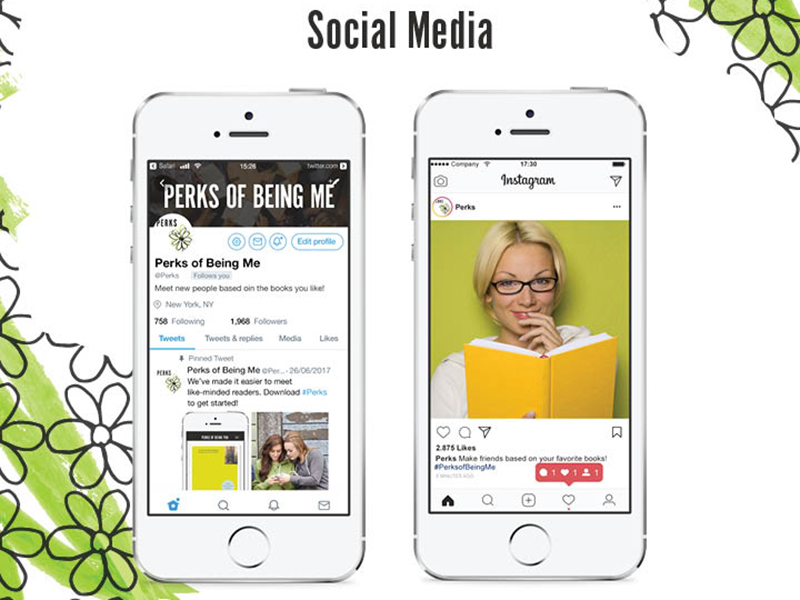 Social Media
Safari 15:26 twitter.com
PERKS OF BEING ME
PERKS
Edit profile
Perks of Being Me
@Perks Follows you
Meet new people based oin the books you like!
New York, NY
758 Following 1,968 Followers
Tweets Tweets & replies Media Likes
Pinned Tweet
PERKS
Perks of Being Me @Per... - 26/06/2017
We've made it easier to meet
like-minded readers. Download #Perks
to get started!
PERKS OF BEING YOU
Company 17:30
Instagram
Perks
2.875 Likes
Perks Make friends based on your favorite books!
#PerksofBeingMe
5 MINUTES AGO
1 1 1